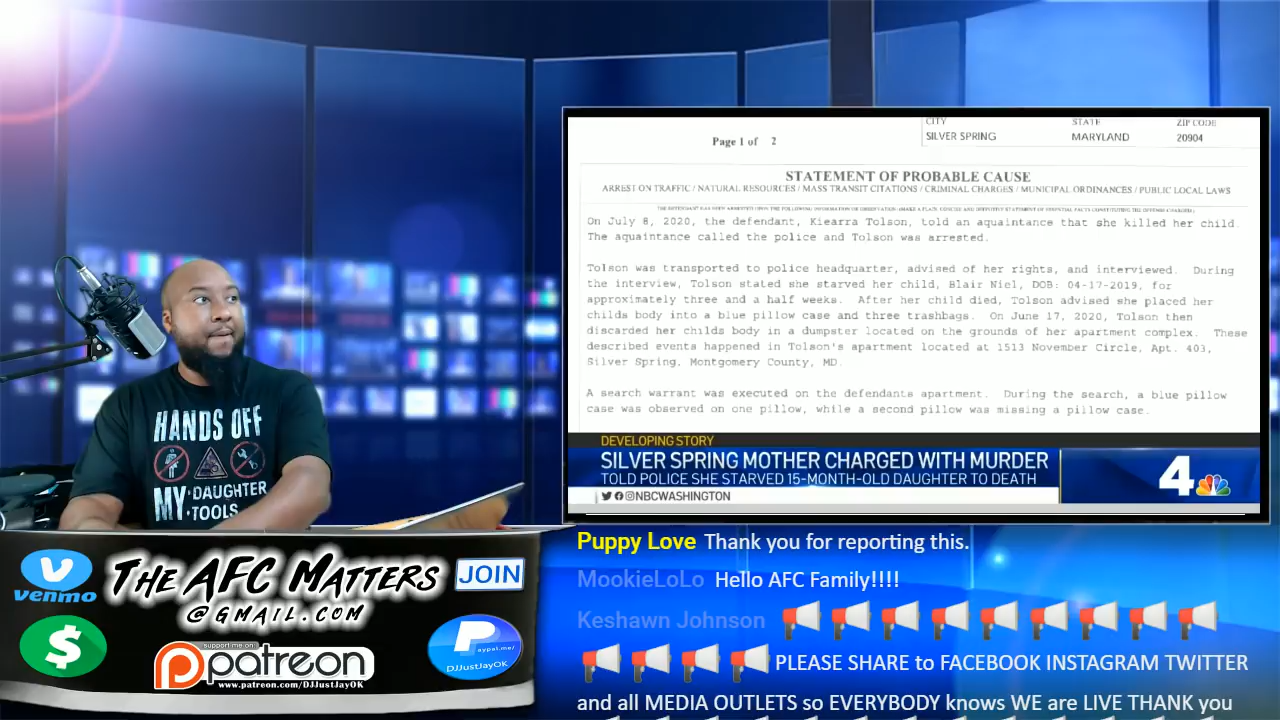 CITY STATE ZIP CODE
SILVER SPRING MARYLAND 20904
Page 1 of 2
STATEMENT OF PROBABLE CAUSE
ARREST ON TRAFFIC / NATURAL RESOURCES / MASS TRANSIT CITATIONS / CRIMINAL CHARGES / MUNICIPAL ORDINANCES / PUBLIC LOCAL LAWS
On July 8, 2020, the defendant, Kiearra Tolson, told an aquaintance that she killed her child.
The aquaintance called the police and Tolson was arrested.
Tolson was transported to police headquarter, advised of her rights, and interviewed. During
the interview, Tolson stated she starved her child, Blair Niel, DOB: 04-17-2019, for
approximately three and a half weeks. After her child died, Tolson advised she placed her
childs body into a blue pillow case and three trashbags. On June 17, 2020, Tolson then
discarded her childs body in a dumpster located on the grounds of her apartment complex. These
described events happened in Tolson's apartment located at 1513 November Circle, Apt. 403,
Silver Spring, Montgomery County, MD.
A search warrant was executed on the defendants apartment. During the search, a blue pillow
case was observed on one pillow, while a second pillow was missing a pillow case.
DEVELOPING STORY
SILVER SPRING MOTHER CHARGED WITH MURDER
TOLD POLICE SHE STARVED 15-MONTH-OLD DAUGHTER TO DEATH
4
@NBCWASHINGTON
HANDS OFF
MY DAUGHTER
TOOLS
venmo
THE AFC MATTERS
@GMAIL.COM
JOIN
$
support me on
patreon
www.patreon.com/DJJustJayOK
Paypal.me/
DJJustJayOK
Puppy Love Thank you for reporting this.
MookieLoLo Hello AFC Family!!!!
Keshawn Johnson
PLEASE SHARE to FACEBOOK INSTAGRAM TWITTER
and all MEDIA OUTLETS so EVERYBODY knows WE are LIVE THANK you